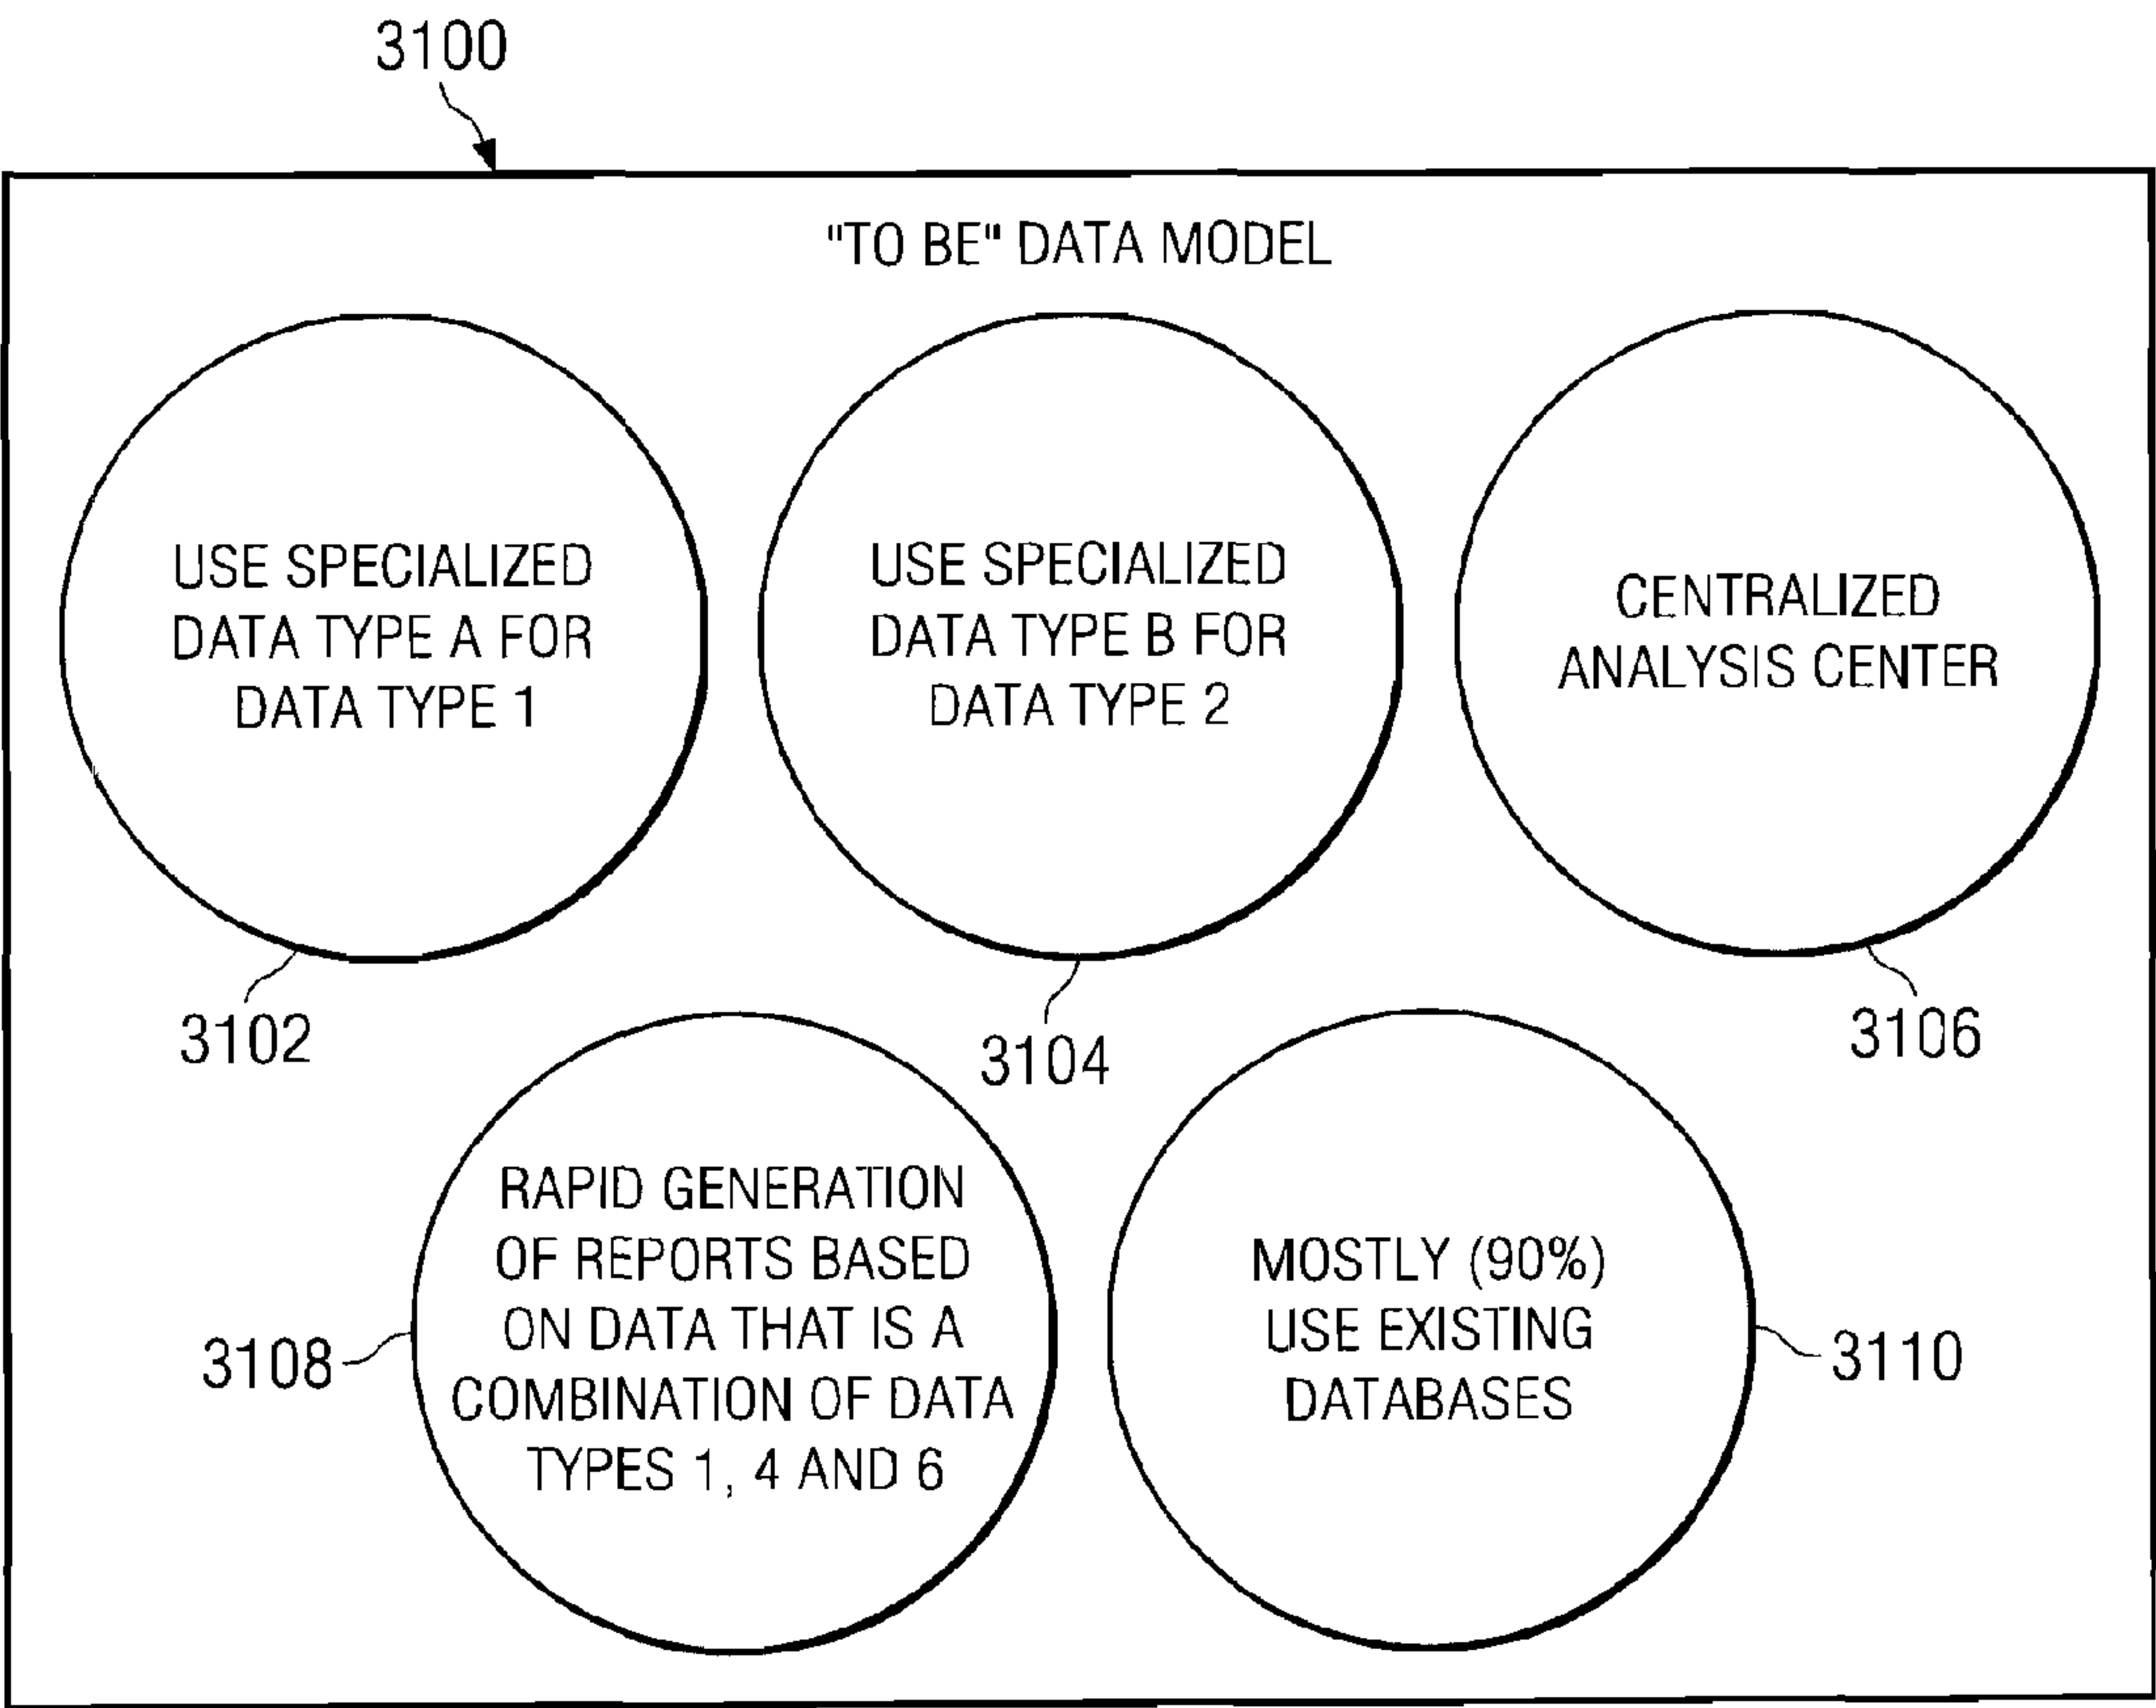 3100
"TO BE" DATA MODEL
USE SPECIALIZED
DATA TYPE A FOR
DATA TYPE 1
3102
USE SPECIALIZED
DATA TYPE B FOR
DATA TYPE 2
3104
CENTRALIZED
ANALYSIS CENTER
3106
RAPID GENERATION
OF REPORTS BASED
ON DATA THAT IS A
COMBINATION OF DATA
TYPES 1, 4 AND 6
3108
MOSTLY (90%)
USE EXISTING
DATABASES
3110